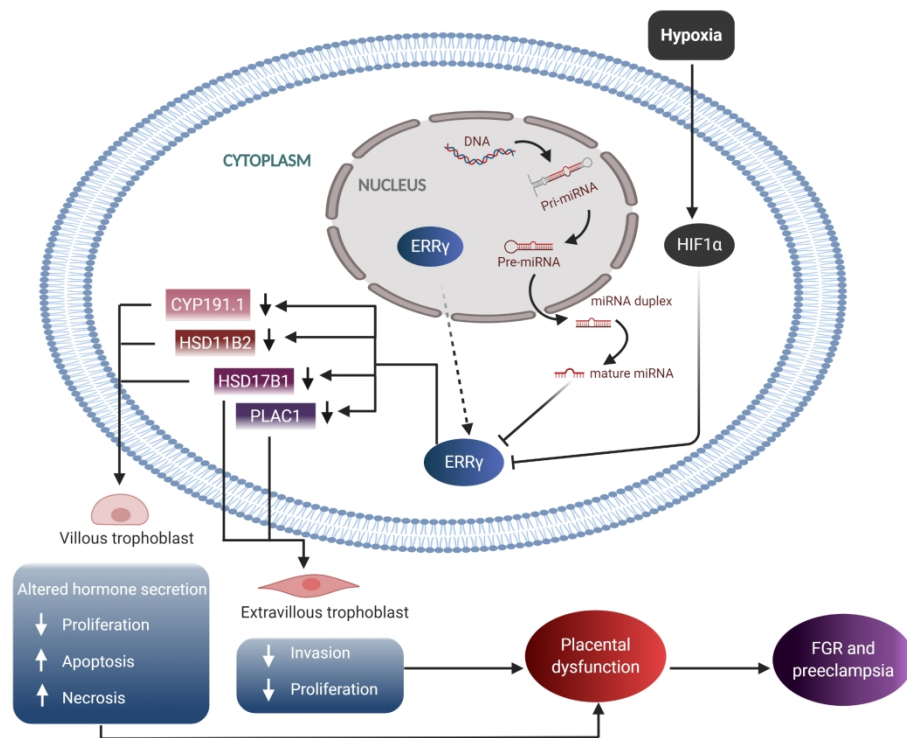 Hypoxia
DNA
CYTOPLASM
NUCLEUS
Pri-miRNA
ERRγ
HIF1α
Pre-miRNA
miRNA duplex
CYP191.1
HSD11B2
mature miRNA
HSD17B1
PLAC1
ERRγ
Villous trophoblast
Altered hormone secretion
Proliferation
Apoptosis
Necrosis
Extravillous trophoblast
Invasion
Proliferation
Placental
dysfunction
FGR and
preeclampsia